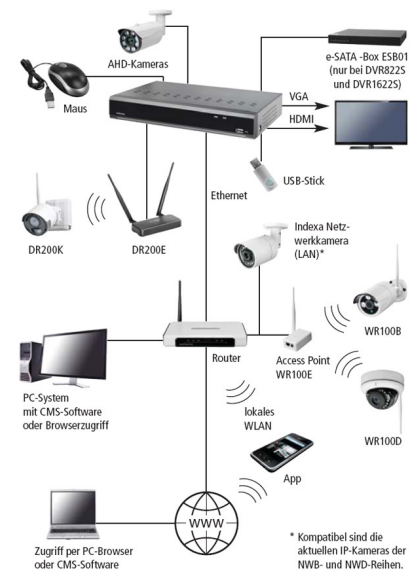 AHD-Kameras
e-SATA -Box ESB01
(nur bei DVR822S
und DVR1622S)
Maus
VGA
HDMI
USB-Stick
Ethernet
DR200K
DR200E
Indexa Netz-
werkkamera
(LAN)*
WR100B
Router
Access Point
WR100E
PC-System
mit CMS-Software
oder Browserzugriff
lokales
WLAN
WR100D
App
WWW
Zugriff per PC-Browser
oder CMS-Software
* Kompatibel sind die
aktuellen IP-Kameras der
NWB- und NWD-Reihen.